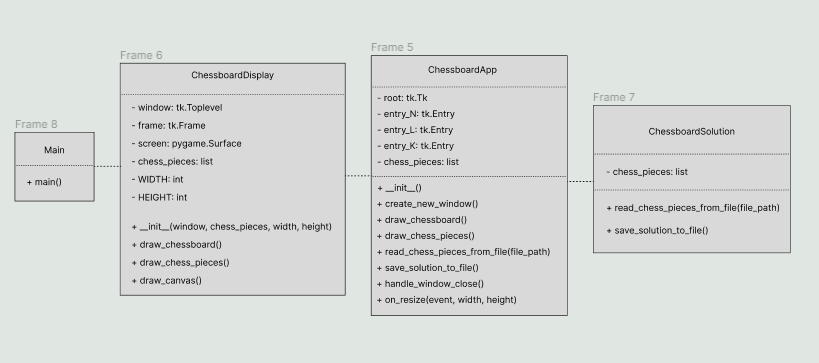 Frame 8
Main
+ main()
Frame 6
ChessboardDisplay
- window: tk.Toplevel
- frame: tk.Frame
- screen: pygame.Surface
- chess_pieces: list
- WIDTH: int
- HEIGHT: int
+ __init__(window, chess_pieces, width, height)
+ draw_chessboard()
+ draw_chess_pieces()
+ draw_canvas()
Frame 5
ChessboardApp
- root: tk.Tk
- entry_N: tk.Entry
- entry_L: tk.Entry
- entry_K: tk.Entry
- chess_pieces: list
+ __init__()
+ create_new_window()
+ draw_chessboard()
+ draw_chess_pieces()
+ read_chess_pieces_from_file(file_path)
+ save_solution_to_file()
+ handle_window_close()
+ on_resize(event, width, height)
Frame 7
ChessboardSolution
- chess_pieces: list
+ read_chess_pieces_from_file(file_path)
+ save_solution_to_file()